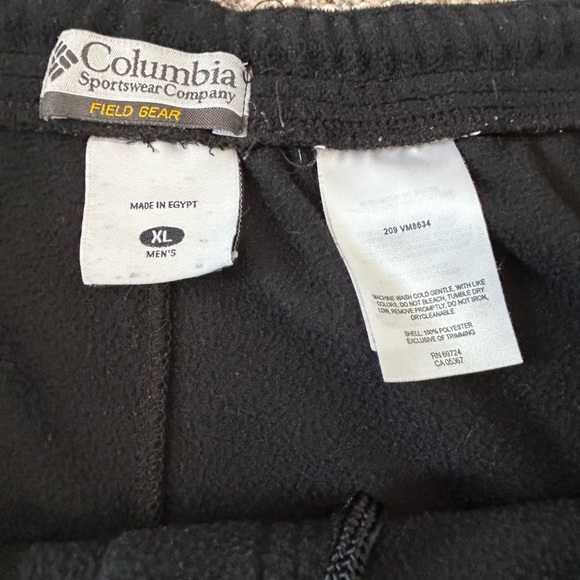 Columbia
Sportswear Company
FIELD GEAR
MADE IN EGYPT
XL
MEN'S
209 VM8634
MACHINE WASH COLD GENTLE, WITH LIKE
COLORS, DO NOT BLEACH, TUMBLE DRY
LOW, REMOVE PROMPTLY, DO NOT IRON,
DRYCLEANABLE.
SHELL: 100% POLYESTER
EXCLUSIVE OF TRIMMING
RN 69724
CA 05367